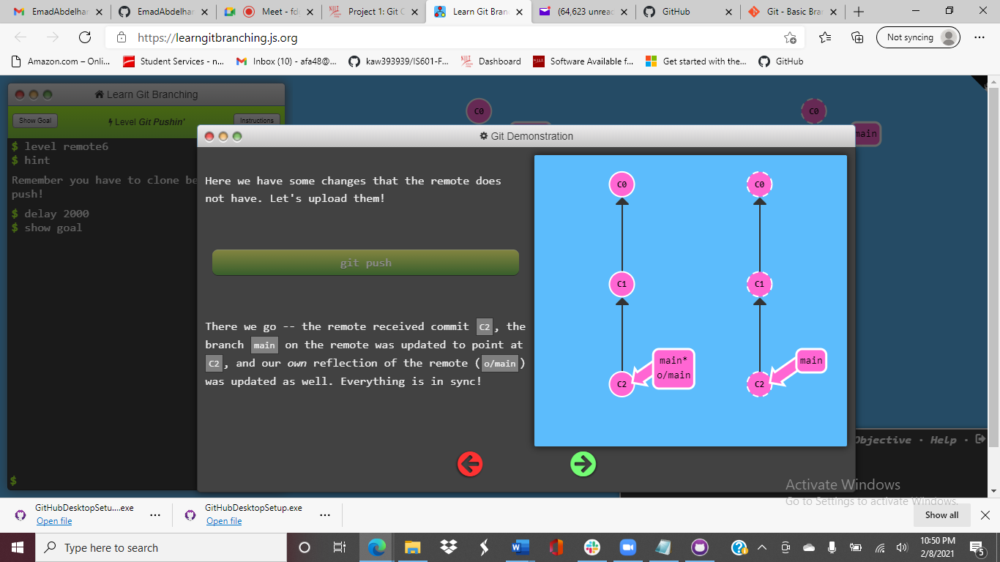 EmadAbdelhar
EmadAbdelhar
Meet - fd
Project 1: Git C
Learn Git Bran
(64,623 unread
GitHub
Git - Basic Bra
https://learngitbranching.js.org
Not syncing
Amazon.com – Onli...
Student Services - n...
Inbox (10) - afa48@...
kaw393939/IS601-F...
Dashboard
Software Available f...
Get started with the...
GitHub
Learn Git Branching
Show Goal
Level Git Pushin'
Instructions
$ level remote6
$ hint
Remember you have to clone be
push!
$ delay 2000
$ show goal
$
C0
C0
main
Git Demonstration
Here we have some changes that the remote does
not have. Let's upload them!
git push
There we go -- the remote received commit C2, the
branch main on the remote was updated to point at
C2, and our own reflection of the remote (o/main)
was updated as well. Everything is in sync!
C0
C1
C2
main*
o/main
C0
C1
C2
main
Objective · Help ·
Activate Windows
Go to Settings to activate Windows.
GitHubDesktopSetu....exe
Open file
GitHubDesktopSetup.exe
Open file
Show all
Type here to search
10:50 PM
2/8/2021
5